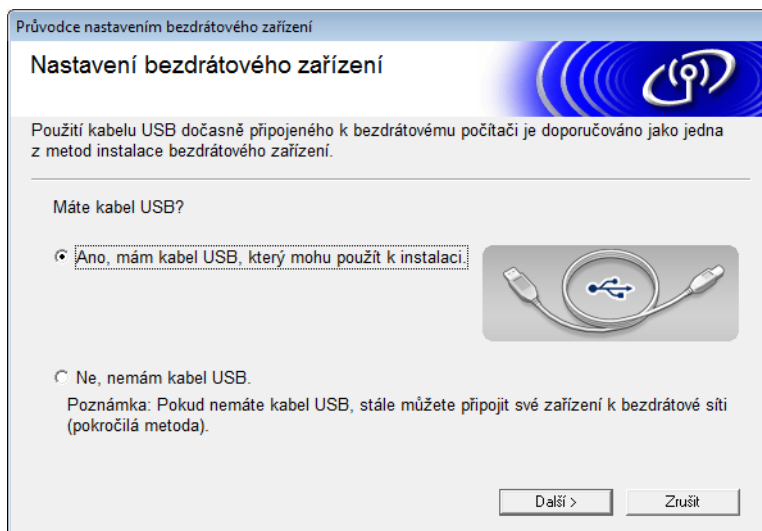 Průvodce nastavením bezdrátového zařízení
Nastavení bezdrátového zařízení
Použití kabelu USB dočasně připojeného k bezdrátovému počítači je doporučováno jako jedna
z metod instalace bezdrátového zařízení.
Máte kabel USB?
Ano, mám kabel USB, který mohu použít k instalaci.
Ne, nemám kabel USB.
Poznámka: Pokud nemáte kabel USB, stále můžete připojit své zařízení k bezdrátové síti
(pokročilá metoda).
Další >
Zrušit